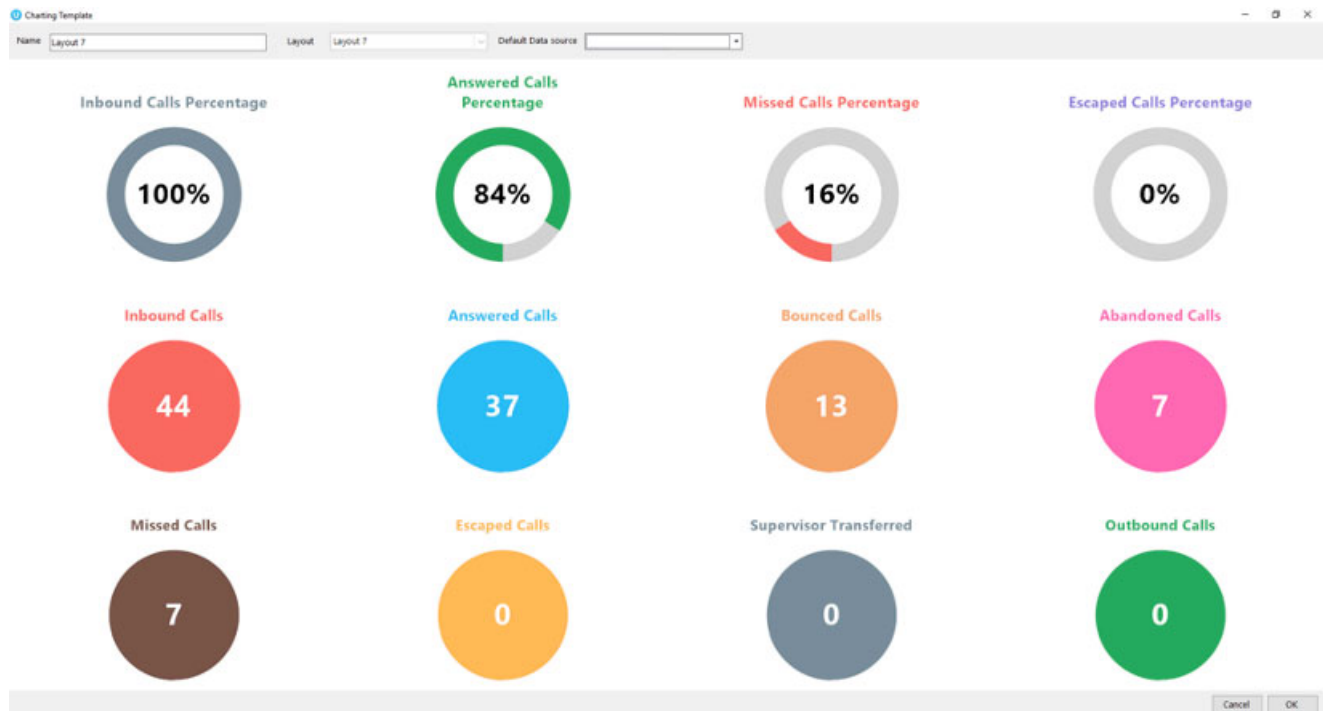 Charting Template
Name Layout 7 Layout Layout 7 Default Data source
Inbound Calls Percentage
Answered Calls
Percentage
Missed Calls Percentage
Escaped Calls Percentage
100%
84%
16%
0%
Inbound Calls
Answered Calls
Bounced Calls
Abandoned Calls
44
37
13
7
Missed Calls
Escaped Calls
Supervisor Transferred
Outbound Calls
7
0
0
0
Cancel OK